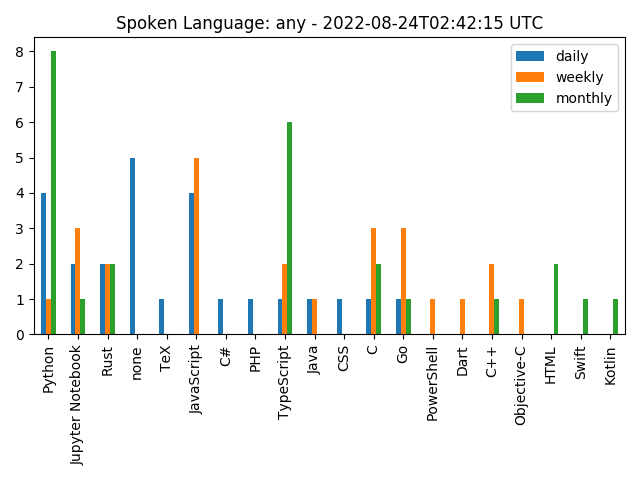 Spoken Language: any - 2022-08-24T02:42:15 UTC
daily
weekly
monthly
8
7
6
5
4
3
2
1
0
Python
Jupyter Notebook
Rust
none
TeX
JavaScript
C#
PHP
TypeScript
Java
CSS
C
Go
PowerShell
Dart
C++
Objective-C
HTML
Swift
Kotlin